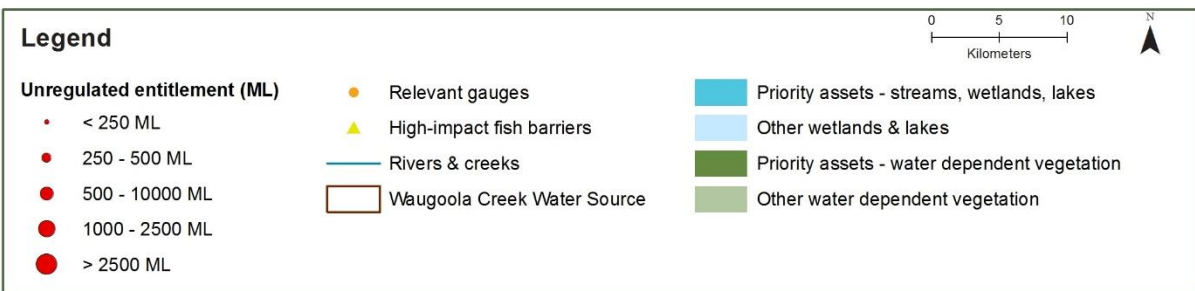 Legend
0 5 10
Kilometers
N
Unregulated entitlement (ML)
< 250 ML
250 - 500 ML
500 - 10000 ML
1000 - 2500 ML
> 2500 ML
Relevant gauges
High-impact fish barriers
Rivers & creeks
Waugoola Creek Water Source
Priority assets - streams, wetlands, lakes
Other wetlands & lakes
Priority assets - water dependent vegetation
Other water dependent vegetation